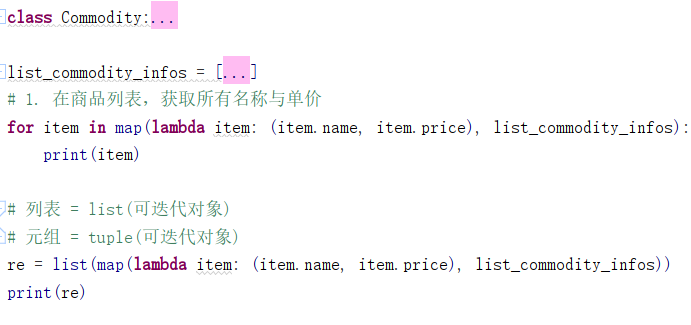 class Commodity:...
list_commodity_infos = [...]
# 1. 在商品列表，获取所有名称与单价
for item in map(lambda item: (item.name, item.price), list_commodity_infos):
    print(item)
# 列表 = list(可迭代对象)
# 元组 = tuple(可迭代对象)
re = list(map(lambda item: (item.name, item.price), list_commodity_infos))
print(re)